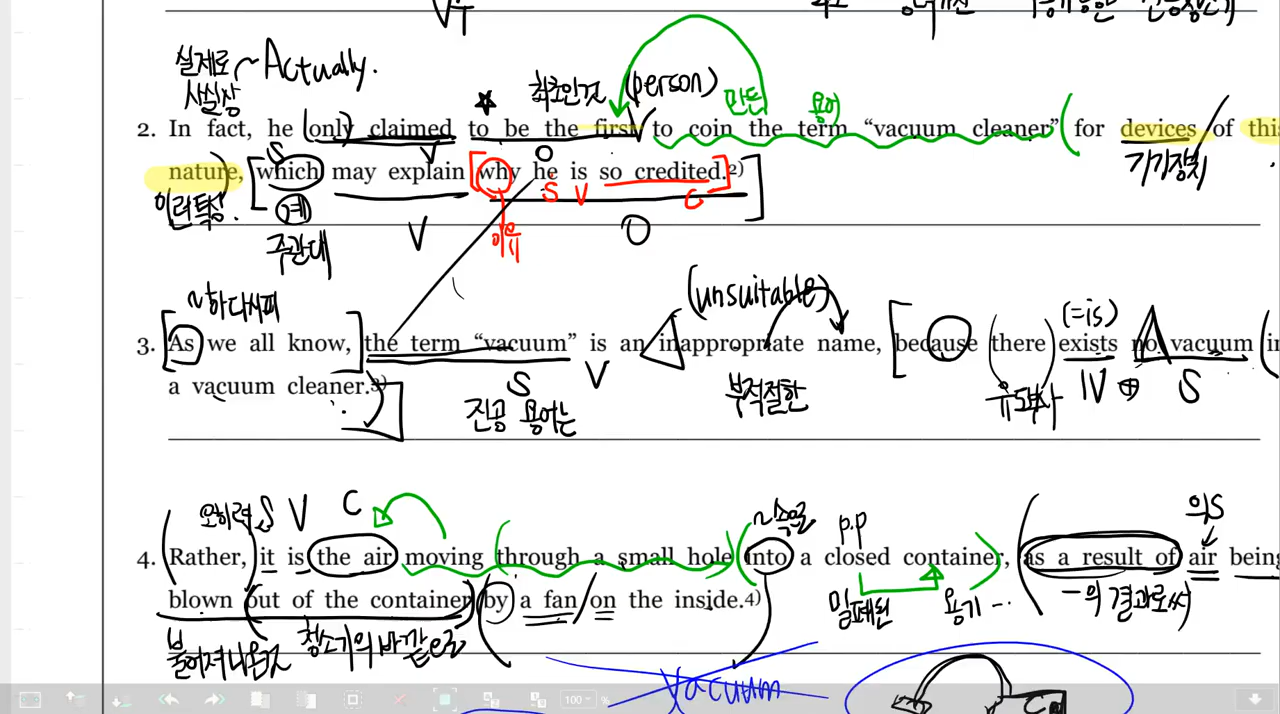 실제로 ~ Actually.
사실상
최초인것 (person)
만든 용어
2. In fact, he only claimed to be the first to coin the term “vacuum cleaner” for devices of this
S V O
기기장치
nature, which may explain why he is so credited.2)
S V C
이런 특성.
계
주관대
V
이유
O
~하다시피
(unsuitable)
(=is)
3. As we all know, the term “vacuum” is an inappropriate name, because there exists no vacuum in
a vacuum cleaner.3)
S V
진공 용어는
부적절한
유도부사
1V ⊕ S
오히려 S V C
~속으로
p.p
의S
4. Rather, it is the air moving through a small hole into a closed container, as a result of air being
blown out of the container by a fan/on the inside.4)
밀폐된
용기
~의 결과로써
불어져나온것
청소기의 바깥으로
Vacuum
100 %